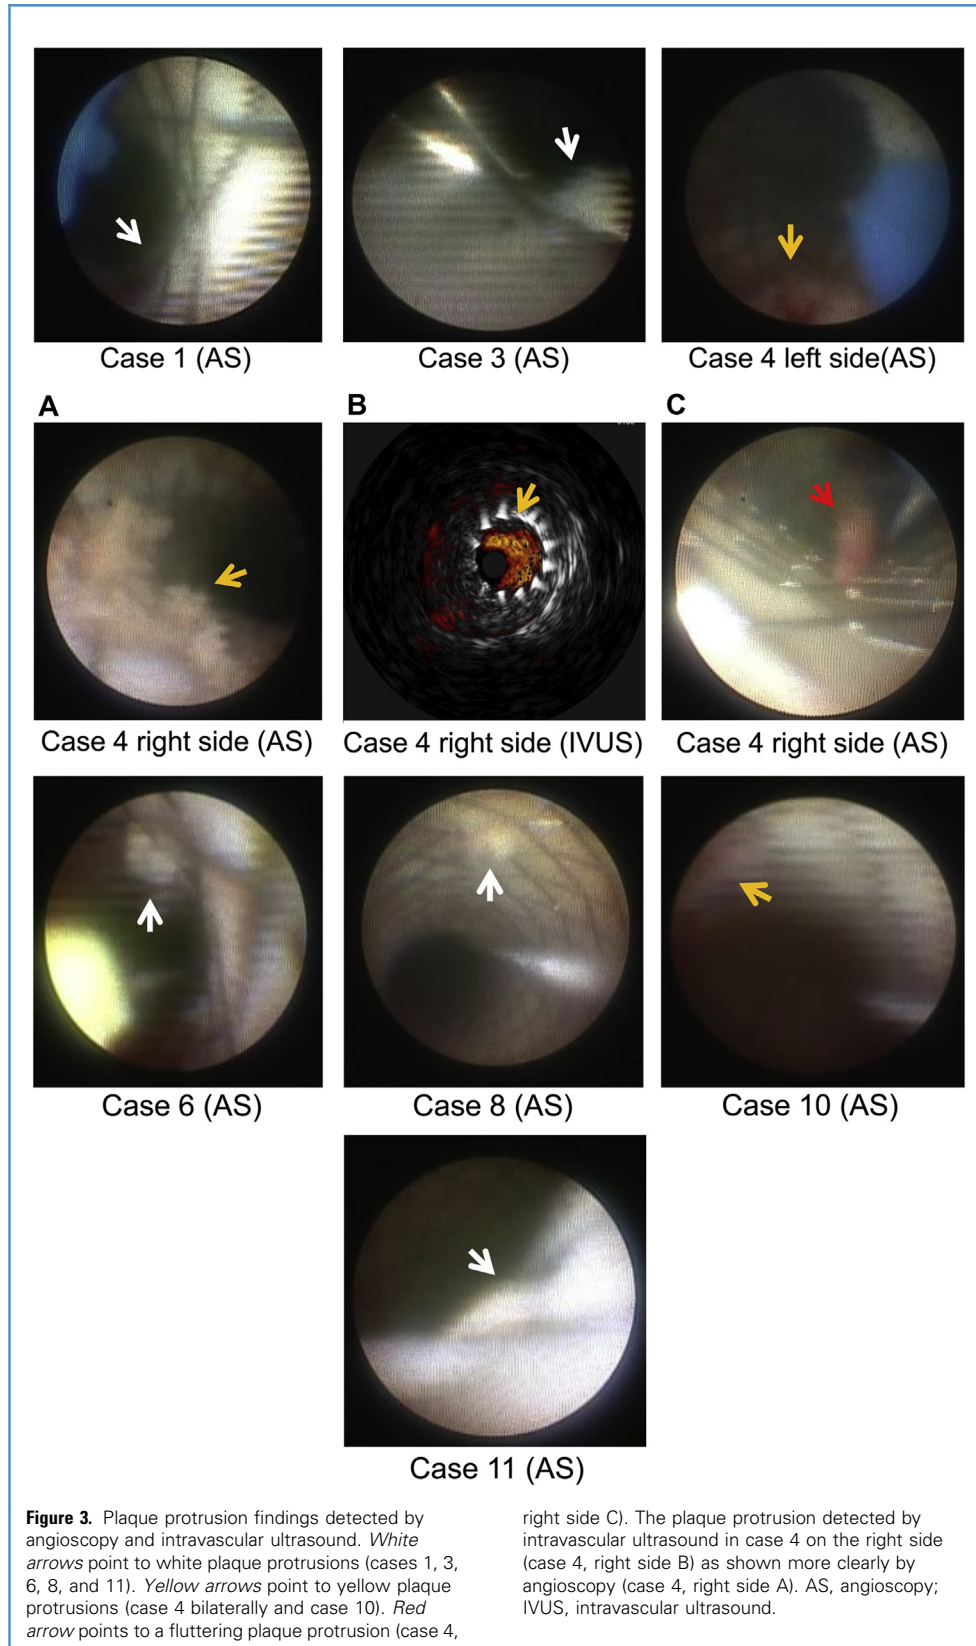 Case 1 (AS)
Case 3 (AS)
Case 4 left side(AS)
A
B
C
Case 4 right side (AS)
Case 4 right side (IVUS)
Case 4 right side (AS)
Case 6 (AS)
Case 8 (AS)
Case 10 (AS)
Case 11 (AS)
Figure 3. Plaque protrusion findings detected by
angioscopy and intravascular ultrasound. White
arrows point to white plaque protrusions (cases 1, 3,
6, 8, and 11). Yellow arrows point to yellow plaque
protrusions (case 4 bilaterally and case 10). Red
arrow points to a fluttering plaque protrusion (case 4,
right side C). The plaque protrusion detected by
intravascular ultrasound in case 4 on the right side
(case 4, right side B) as shown more clearly by
angioscopy (case 4, right side A). AS, angioscopy;
IVUS, intravascular ultrasound.